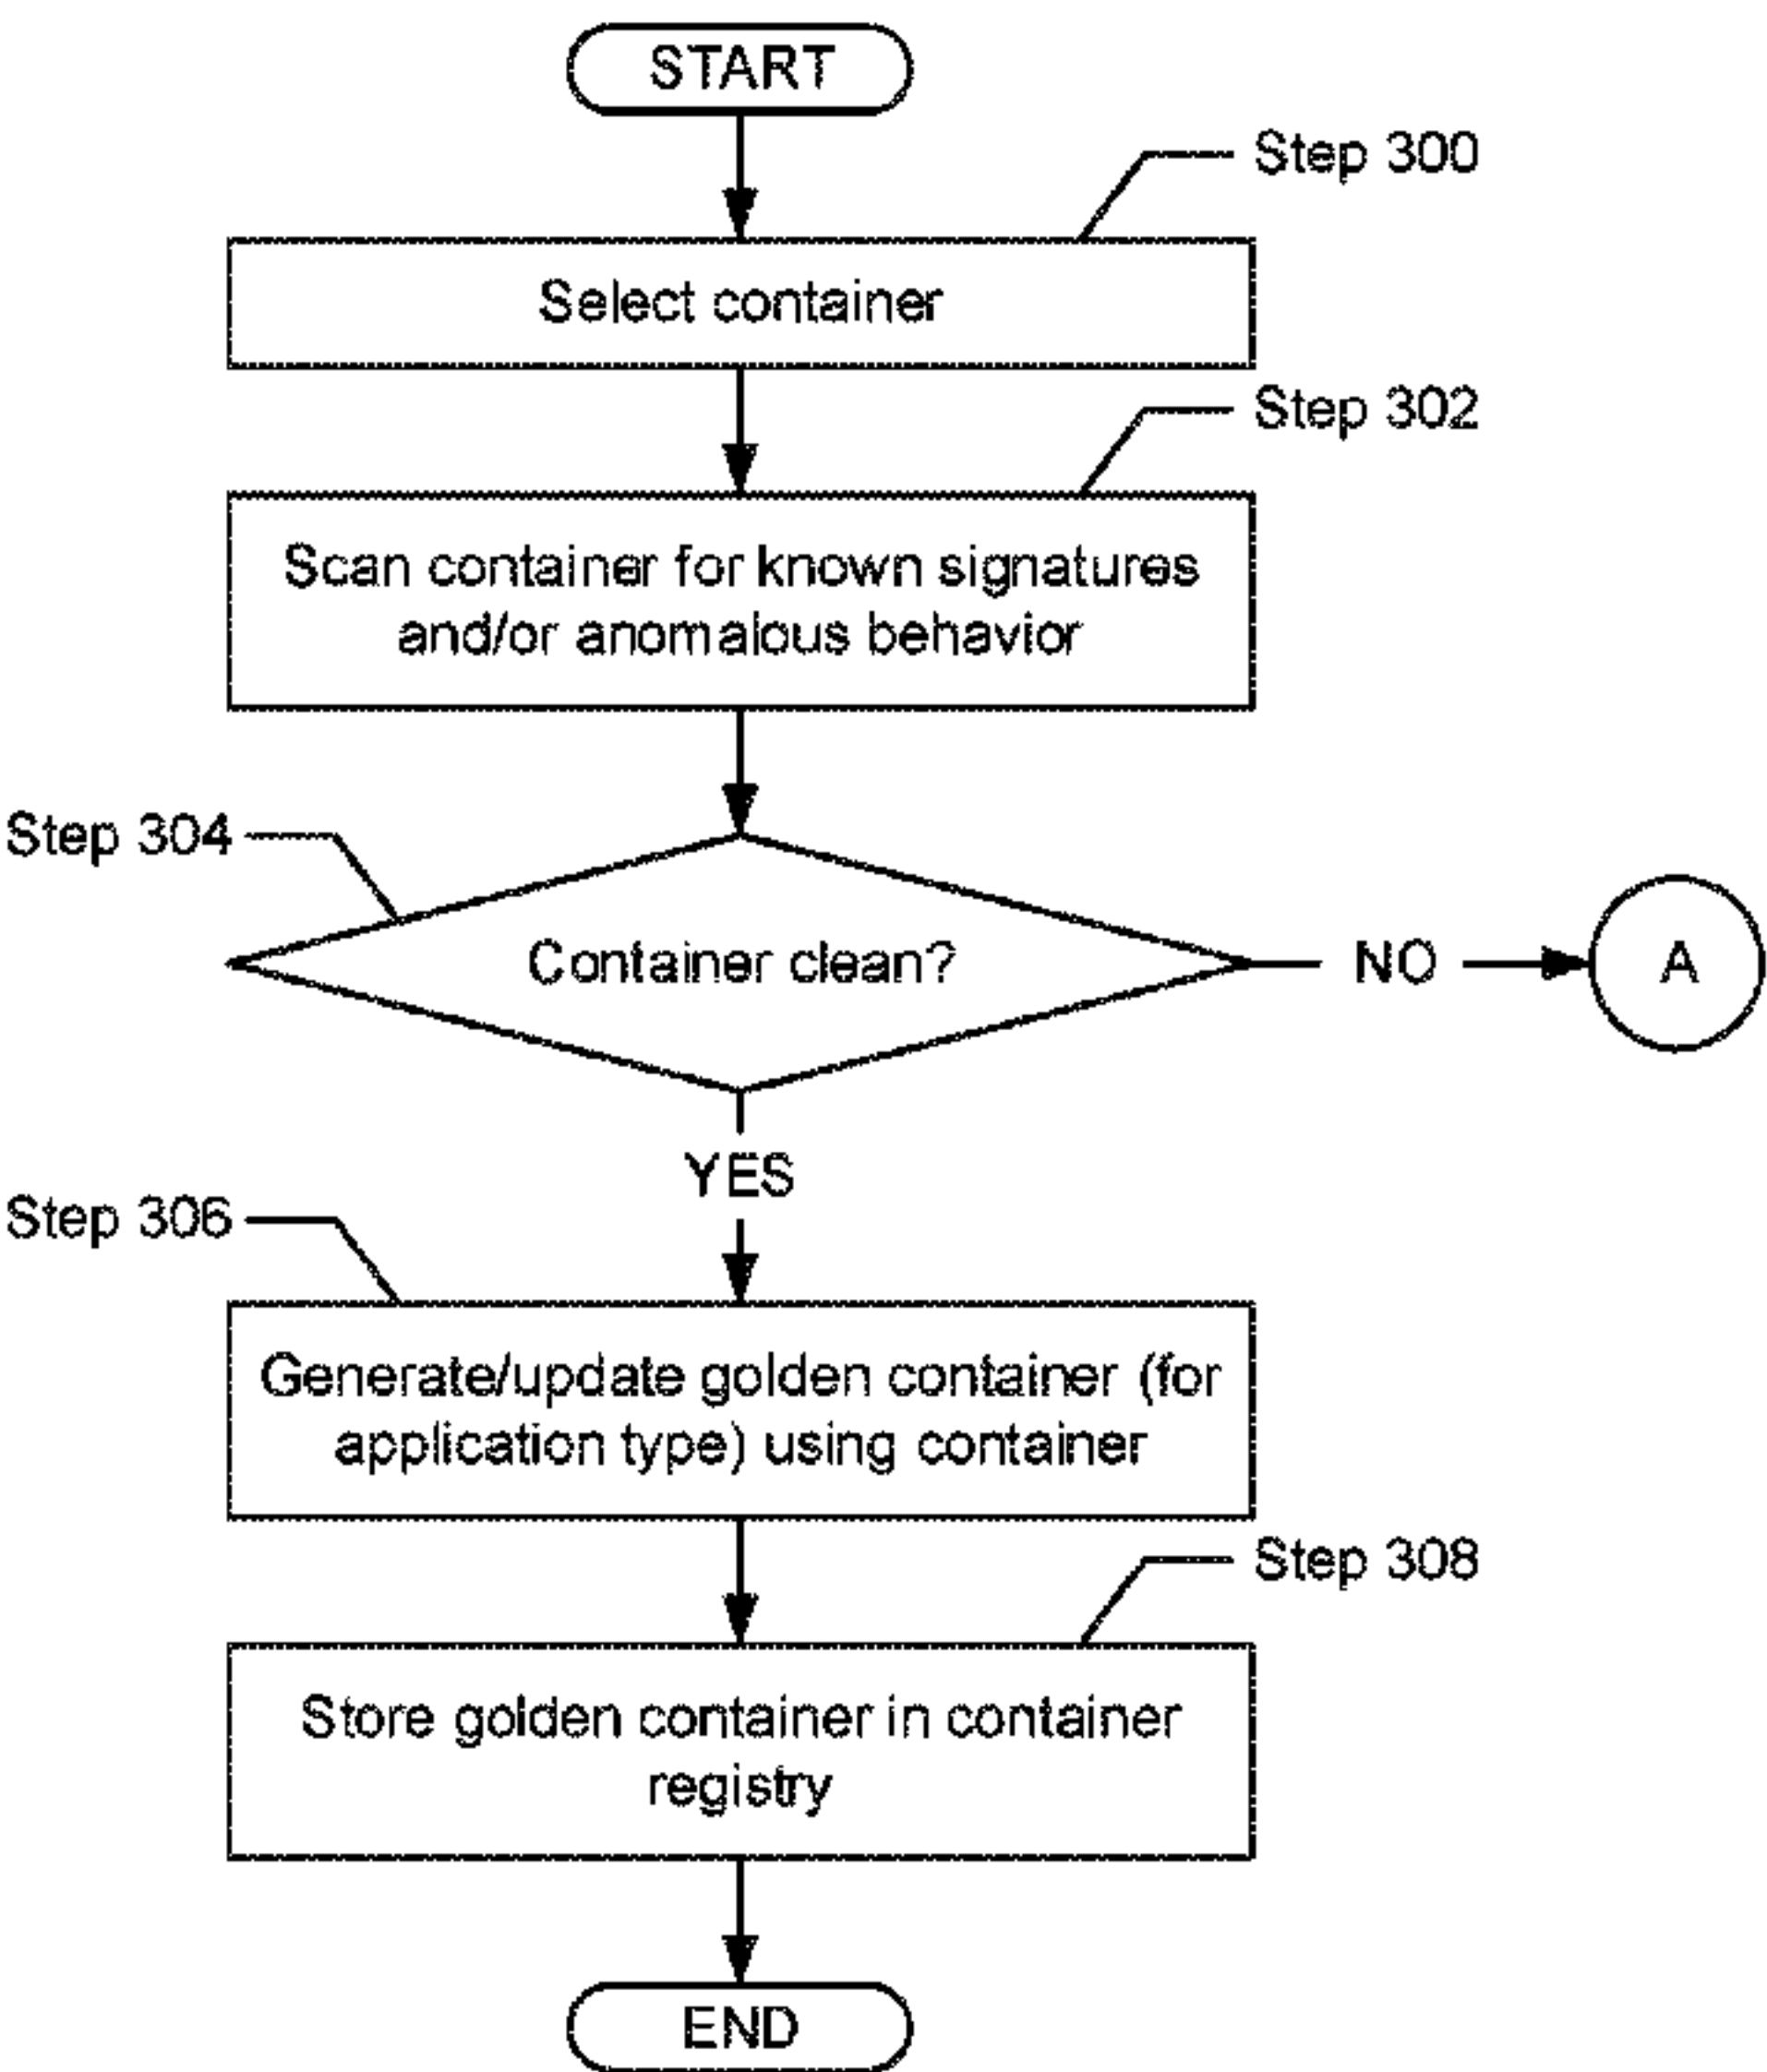 START
Step 300
Select container
Step 302
Scan container for known signatures
and/or anomalous behavior
Step 304
Container clean?
NO
A
YES
Step 306
Generate/update golden container (for
application type) using container
Step 308
Store golden container in container
registry
END